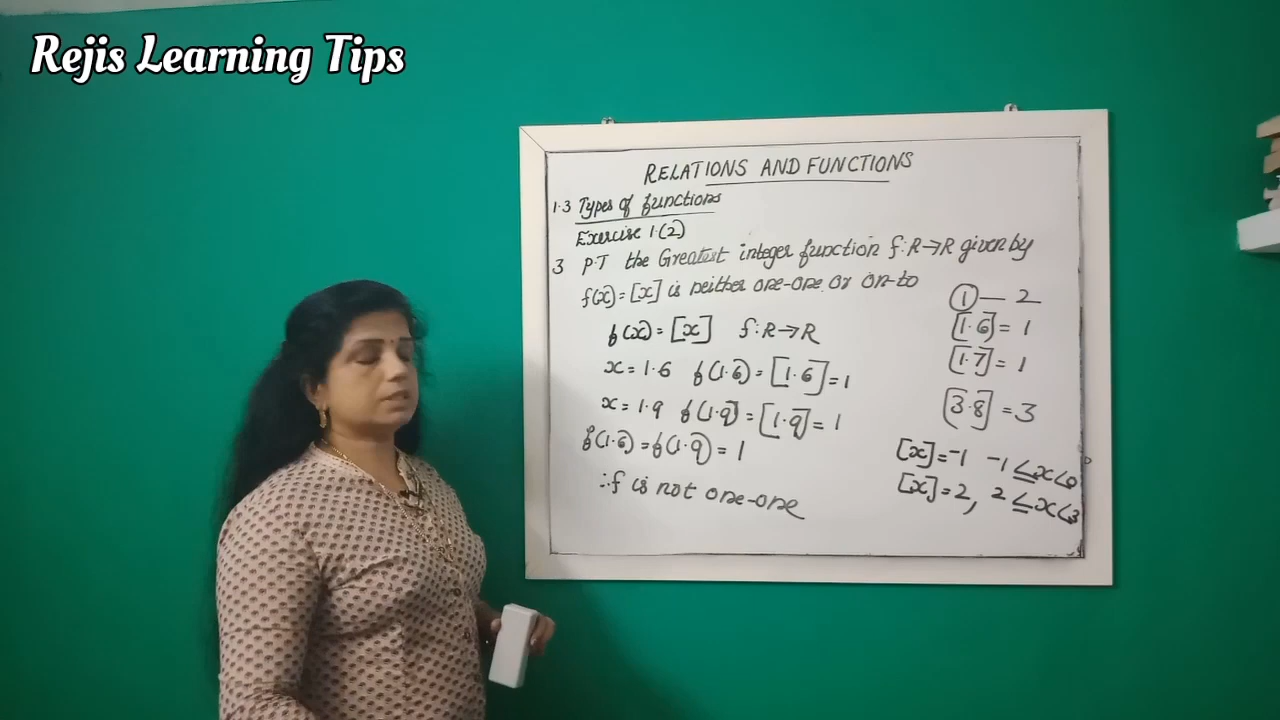 Rejis Learning Tips
RELATIONS AND FUNCTIONS
1.3 Types of functions
Exercise 1.(2)
3 P.T the Greatest integer function f:R→R given by
f(x)=[x] is neither one-one or on-to
f(x)=[x] f:R→R
x=1.6 f(1.6)=[1.6]=1
x=1.9 f(1.9)=[1.9]=1
f(1.6)=f(1.9)=1
∴f is not one-one
1 — 2
[1.6]=1
[1.7]=1
[3.8]=3
[x]=-1 -1≤x<0
[x]=2, 2≤x<3